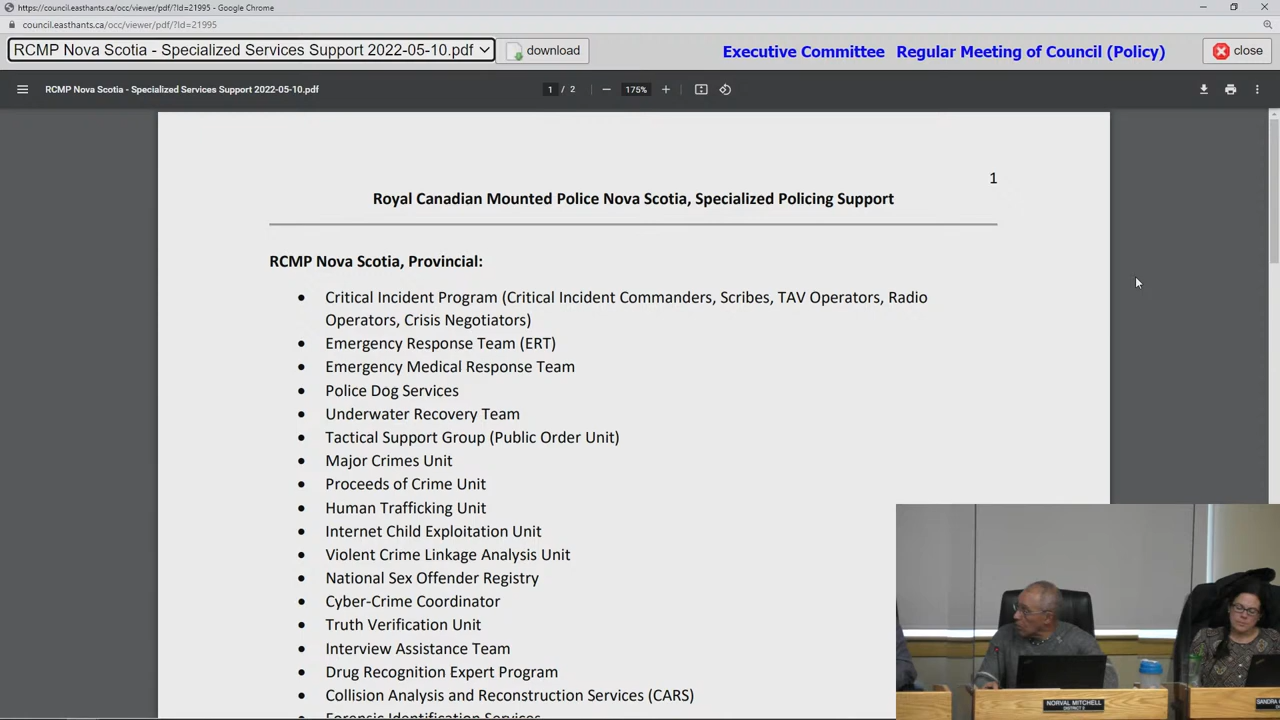 https://council.easthants.ca/occ/viewer/pdf/?Id=21995 - Google Chrome
council.easthants.ca/occ/viewer/pdf/?Id=21995
RCMP Nova Scotia - Specialized Services Support 2022-05-10.pdf download Executive Committee Regular Meeting of Council (Policy) close
RCMP Nova Scotia - Specialized Services Support 2022-05-10.pdf 1 / 2 175%
1
Royal Canadian Mounted Police Nova Scotia, Specialized Policing Support
RCMP Nova Scotia, Provincial:
• Critical Incident Program (Critical Incident Commanders, Scribes, TAV Operators, Radio
Operators, Crisis Negotiators)
• Emergency Response Team (ERT)
• Emergency Medical Response Team
• Police Dog Services
• Underwater Recovery Team
• Tactical Support Group (Public Order Unit)
• Major Crimes Unit
• Proceeds of Crime Unit
• Human Trafficking Unit
• Internet Child Exploitation Unit
• Violent Crime Linkage Analysis Unit
• National Sex Offender Registry
• Cyber-Crime Coordinator
• Truth Verification Unit
• Interview Assistance Team
• Drug Recognition Expert Program
• Collision Analysis and Reconstruction Services (CARS)
• Forensic Identification Services
NORVAL MITCHELL
SANDRA